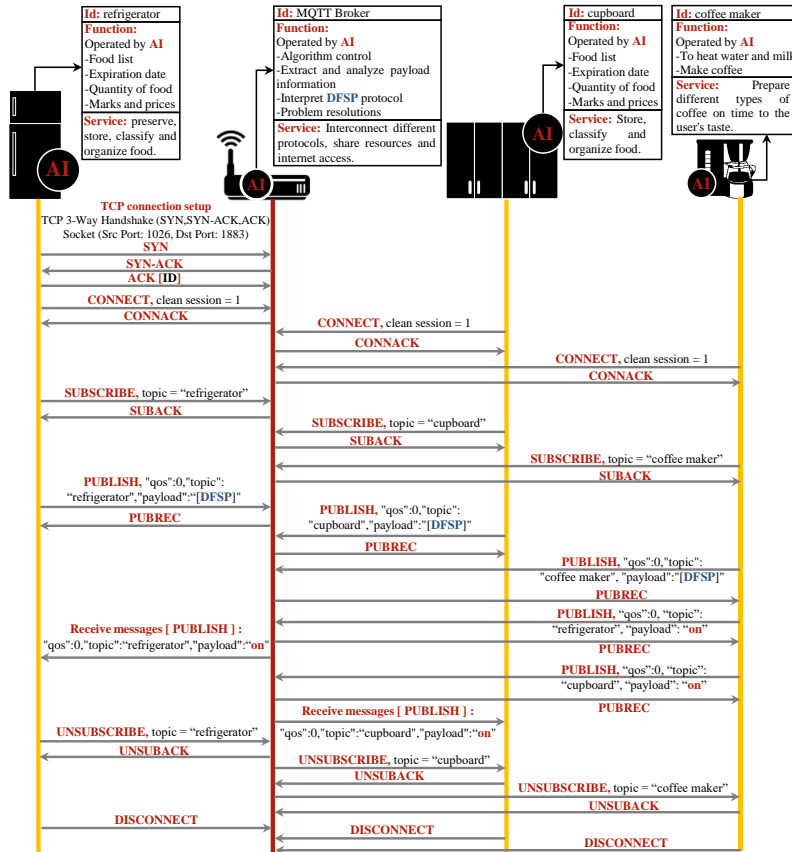 Id: refrigerator
Function:
Operated by AI
-Food list
-Expiration date
-Quantity of food
-Marks and prices
Service: preserve,
store, classify and
organize food.
AI
Id: MQTT Broker
Function:
Operated by AI
-Algorithm control
-Extract and analyze payload
information
-Interpret DFSP protocol
-Problem resolutions
Service: Interconnect different
protocols, share resources and
internet access.
AI
Id: cupboard
Function:
Operated by AI
-Food list
-Expiration date
-Quantity of food
-Marks and prices
Service: Store,
classify and
organize food.
AI
Id: coffee maker
Function:
Operated by AI
-To heat water and milk
-Make coffee
Service: Prepare
different types of
coffee on time to the
user's taste.
AI
TCP connection setup
TCP 3-Way Handshake (SYN,SYN-ACK,ACK)
Socket (Src Port: 1026, Dst Port: 1883)
SYN
SYN-ACK
ACK [ID]
CONNECT, clean session = 1
CONNACK
CONNECT, clean session = 1
CONNACK
CONNECT, clean session = 1
CONNACK
SUBSCRIBE, topic = “refrigerator”
SUBACK
SUBSCRIBE, topic = “cupboard”
SUBACK
SUBSCRIBE, topic = “coffee maker”
SUBACK
PUBLISH, "qos":0,"topic":
“refrigerator","payload":“[DFSP]"
PUBREC
PUBLISH, "qos":0,"topic":
"cupboard","payload":"[DFSP]"
PUBREC
PUBLISH, "qos":0,"topic":
"coffee maker", "payload":"[DFSP]"
PUBREC
PUBLISH, “qos”:0, “topic”:
“refrigerator”, “payload”: “on”
PUBREC
Receive messages [ PUBLISH ] :
"qos":0,"topic":“refrigerator","payload":“on"
PUBLISH, “qos”:0, “topic”:
“cupboard”, “payload”: “on”
PUBREC
Receive messages [ PUBLISH ] :
"qos":0,"topic":“cupboard","payload":“on"
UNSUBSCRIBE, topic = “refrigerator”
UNSUBACK
UNSUBSCRIBE, topic = “cupboard”
UNSUBACK
UNSUBSCRIBE, topic = “coffee maker”
UNSUBACK
DISCONNECT
DISCONNECT
DISCONNECT